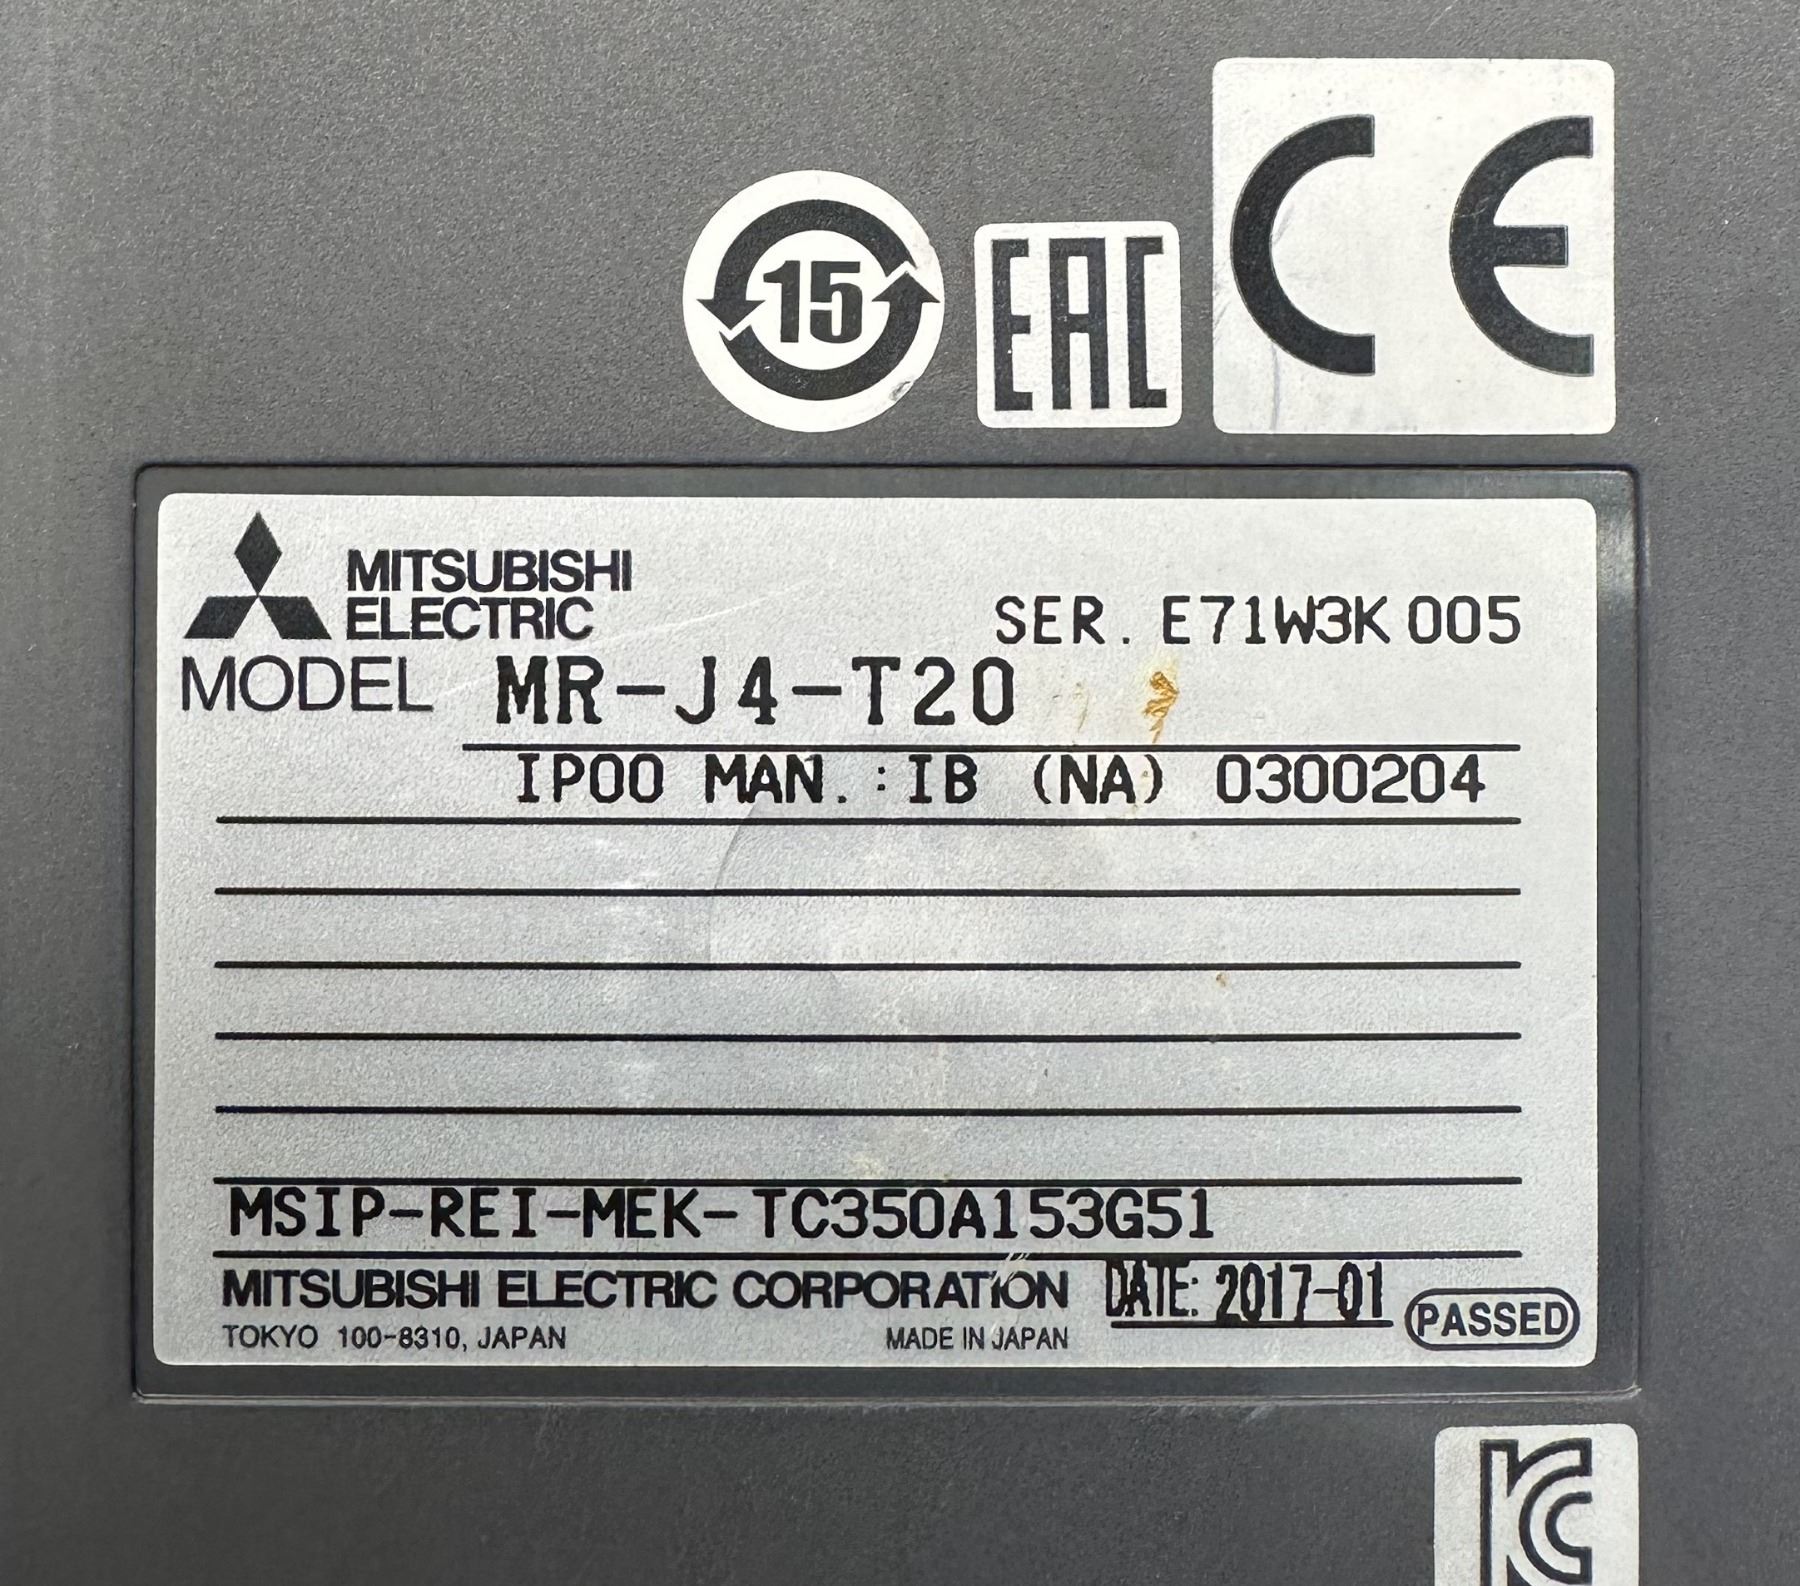 15
EAC
CE
MITSUBISHI
ELECTRIC
SER. E71W3K 005
MODEL MR-J4-T20
IP00 MAN. : IB (NA) 0300204
MSIP-REI-MEK-TC350A153G51
MITSUBISHI ELECTRIC CORPORATION DATE: 2017-01
TOKYO 100-8310, JAPAN MADE IN JAPAN PASSED
KC